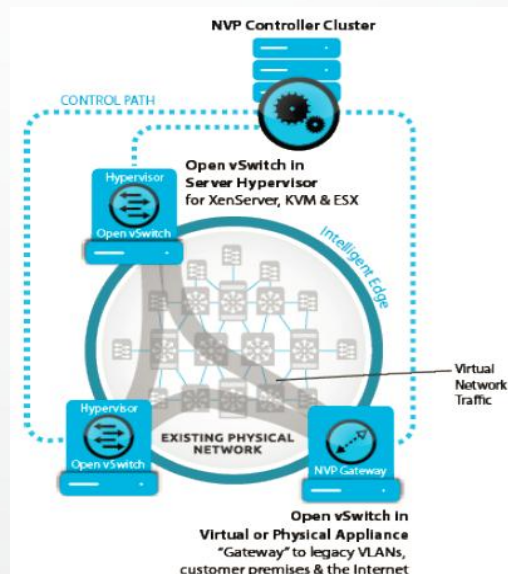 NVP Controller Cluster
CONTROL PATH
Open vSwitch in
Server Hypervisor
for XenServer, KVM & ESX
Hypervisor
Open vSwitch
Intelligent Edge
Virtual
Network
Traffic
Hypervisor
Open vSwitch
EXISTING PHYSICAL
NETWORK
NVP Gateway
Open vSwitch in
Virtual or Physical Appliance
"Gateway" to legacy VLANs,
customer premises & the Internet